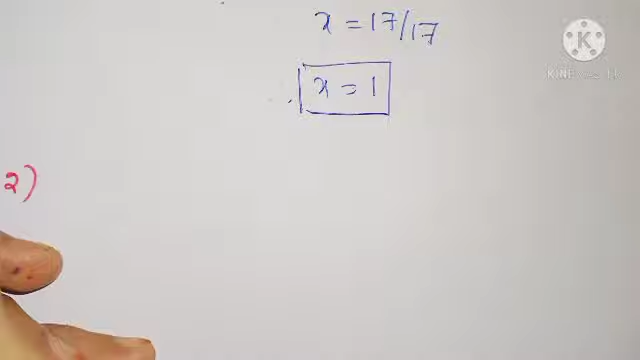 x = 17/17
x = 1
2)
K